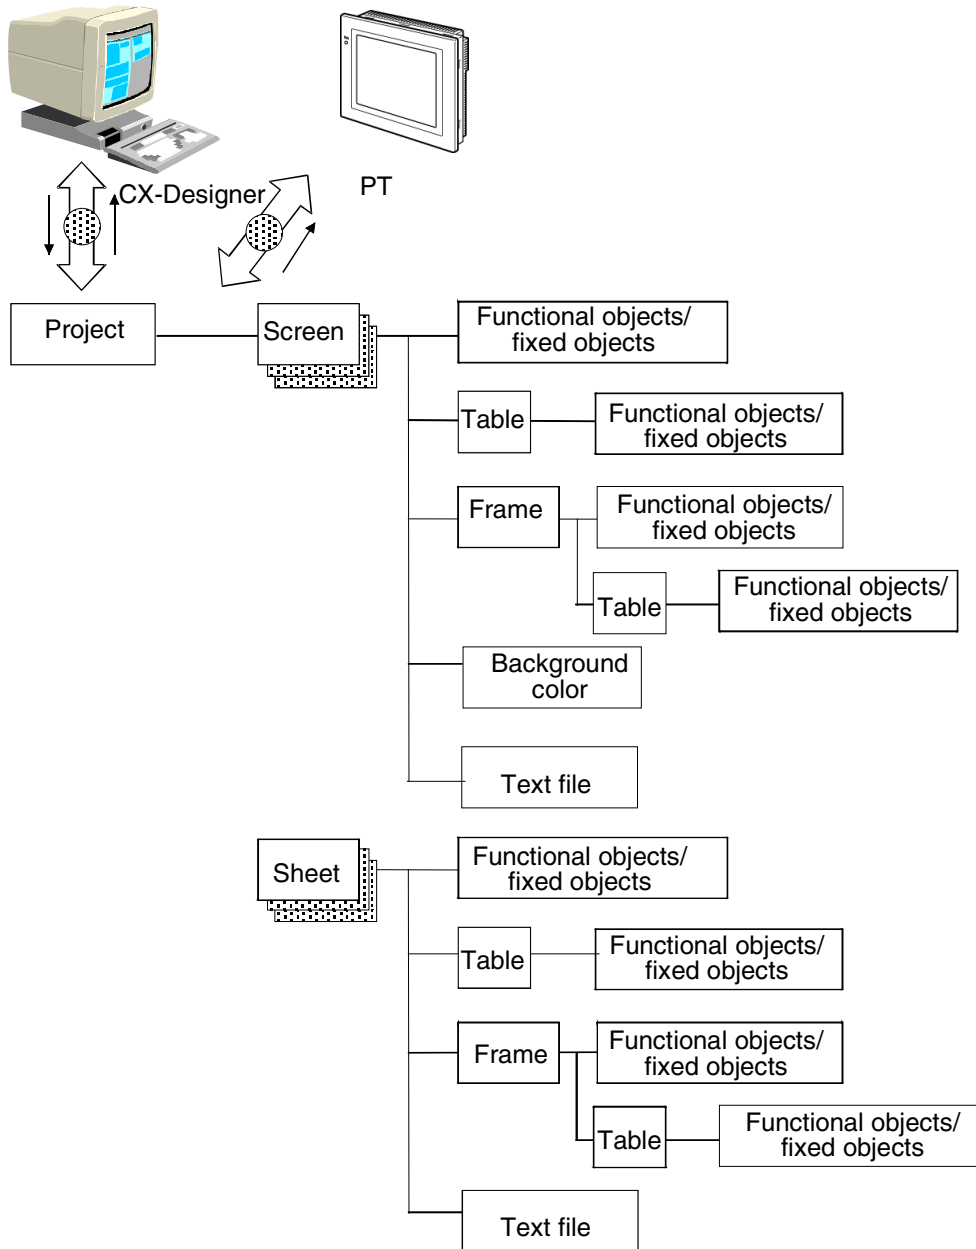 CX-Designer
PT
Project
Screen
Functional objects/
fixed objects
Table
Functional objects/
fixed objects
Frame
Functional objects/
fixed objects
Table
Functional objects/
fixed objects
Background
color
Text file
Sheet
Functional objects/
fixed objects
Table
Functional objects/
fixed objects
Frame
Functional objects/
fixed objects
Table
Functional objects/
fixed objects
Text file